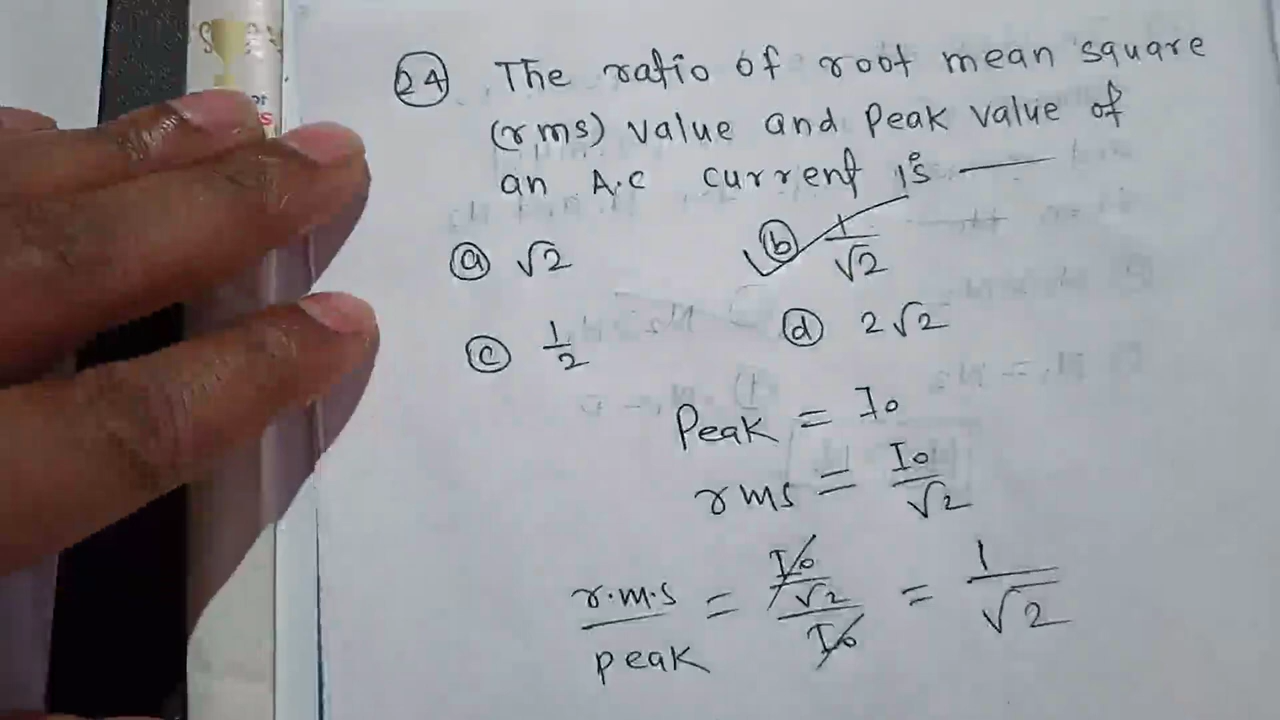 24 The ratio of root mean square
(rms) value and Peak value of
an A.C current is —
a √2 b 1/√2
c 1/2 d 2√2
Peak = I₀
rms = I₀/√2
r.m.s/peak = (I₀/√2)/I₀ = 1/√2